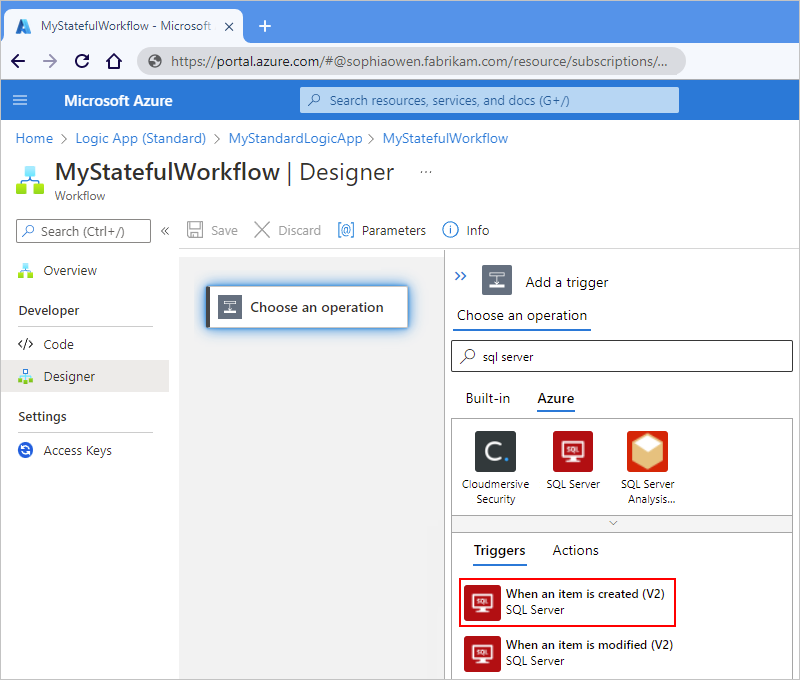 MyStatefulWorkflow - Microsoft
https://portal.azure.com/#@sophiaowen.fabrikam.com/resource/subscriptions/...
Microsoft Azure
Search resources, services, and docs (G+/)
Home > Logic App (Standard) > MyStandardLogicApp > MyStatefulWorkflow
MyStatefulWorkflow | Designer ...
Workflow
Search (Ctrl+/) «
Save Discard [@] Parameters Info
Overview
Developer
</> Code
Designer
Settings
Access Keys
Choose an operation
Add a trigger
Choose an operation
sql server
Built-in Azure
Cloudmersive Security
SQL Server
SQL Server Analysis...
Triggers Actions
When an item is created (V2)
SQL Server
When an item is modified (V2)
SQL Server